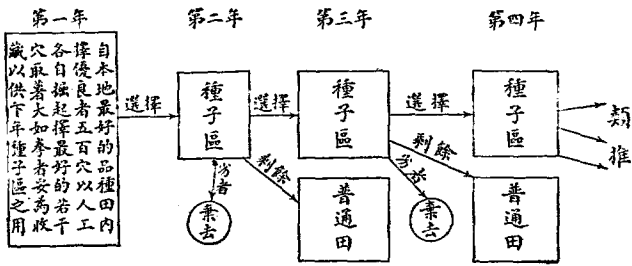 第一年
第二年
第三年
第四年
自本地最好的品種田內
擇優良者五百穴以人工
各自掘起擇最好的若干
穴取著大如拳者妥為收
藏以供下年種子區之用
選擇
種子區
選擇
種子區
選擇
種子區
類推
劣者
棄去
剩餘
普通田
劣者
棄去
剩餘
普通田